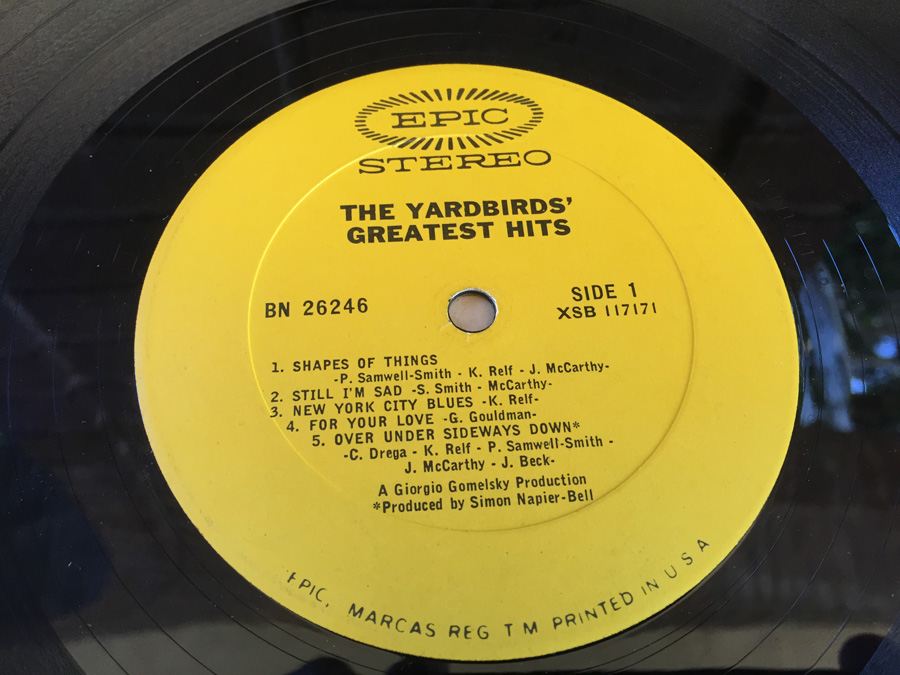 EPIC
STEREO
THE YARDBIRDS'
GREATEST HITS
BN 26246
SIDE 1
XSB 117171
1. SHAPES OF THINGS
-P. Samwell-Smith - K. Relf - J. McCarthy-
2. STILL I'M SAD -S. Smith - McCarthy-
3. NEW YORK CITY BLUES -K. Relf-
4. FOR YOUR LOVE -G. Gouldman-
5. OVER UNDER SIDEWAYS DOWN*
-C. Drega - K. Relf - P. Samwell-Smith -
J. McCarthy - J. Beck-
A Giorgio Gomelsky Production
*Produced by Simon Napier-Bell
EPIC, MARCAS REG T M PRINTED IN U S A